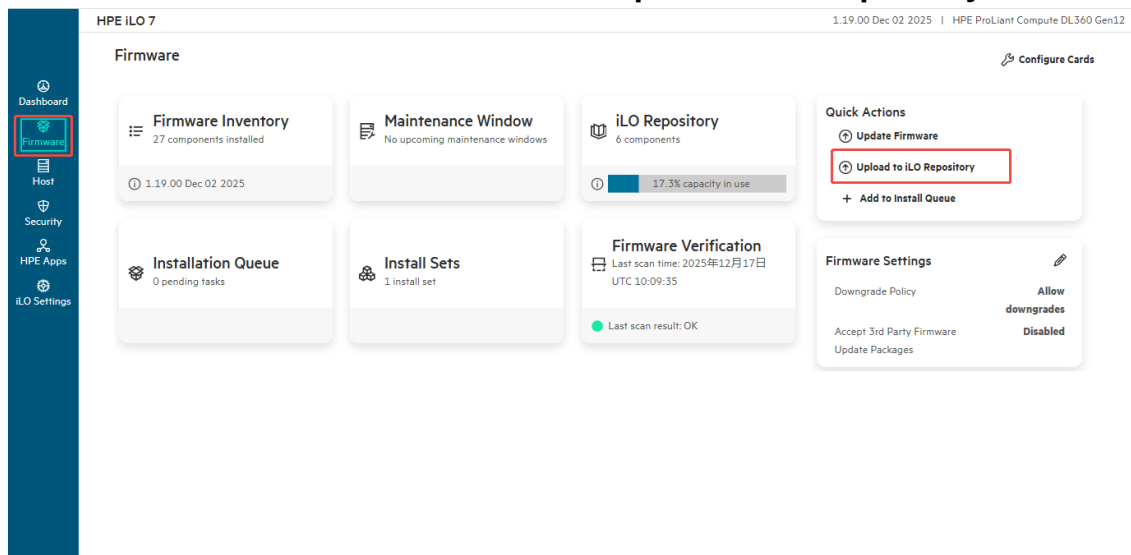 HPE iLO 7
1.19.00 Dec 02 2025 | HPE ProLiant Compute DL360 Gen12
Firmware
Configure Cards
Dashboard
Firmware
Host
Security
HPE Apps
iLO Settings
Firmware Inventory
27 components installed
1.19.00 Dec 02 2025
Maintenance Window
No upcoming maintenance windows
iLO Repository
6 components
17.3% capacity in use
Quick Actions
Update Firmware
Upload to iLO Repository
+ Add to Install Queue
Installation Queue
0 pending tasks
Install Sets
1 install set
Firmware Verification
Last scan time: 2025年12月17日
UTC 10:09:35
Last scan result: OK
Firmware Settings
Downgrade Policy
Allow
downgrades
Accept 3rd Party Firmware
Update Packages
Disabled